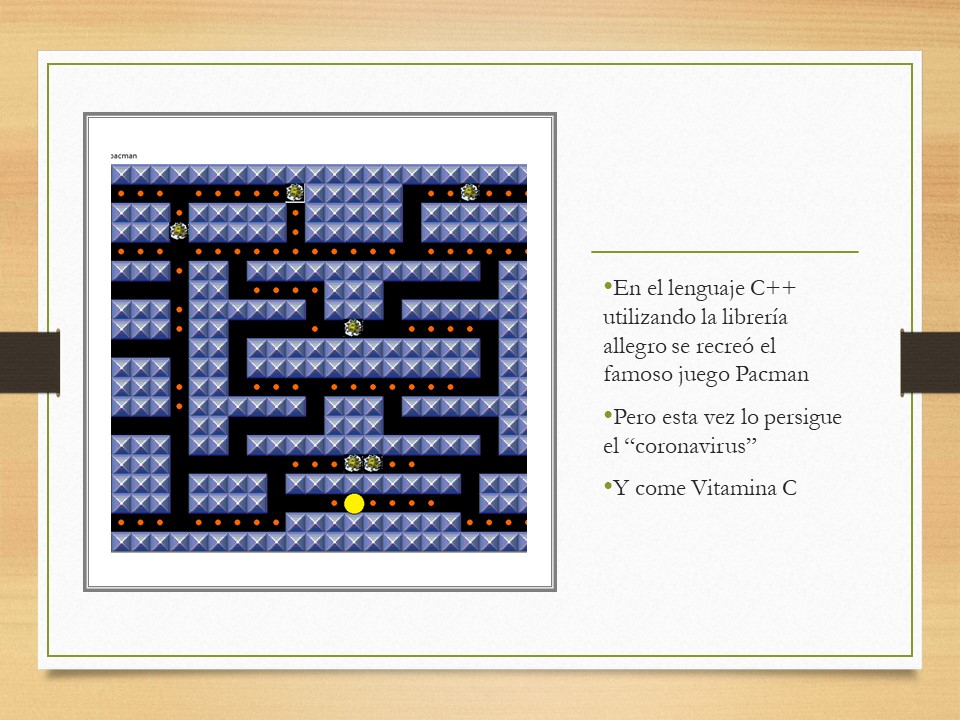 pacman
•En el lenguaje C++
utilizando la librería
allegro se recreó el
famoso juego Pacman
•Pero esta vez lo persigue
el “coronavirus”
•Y come Vitamina C